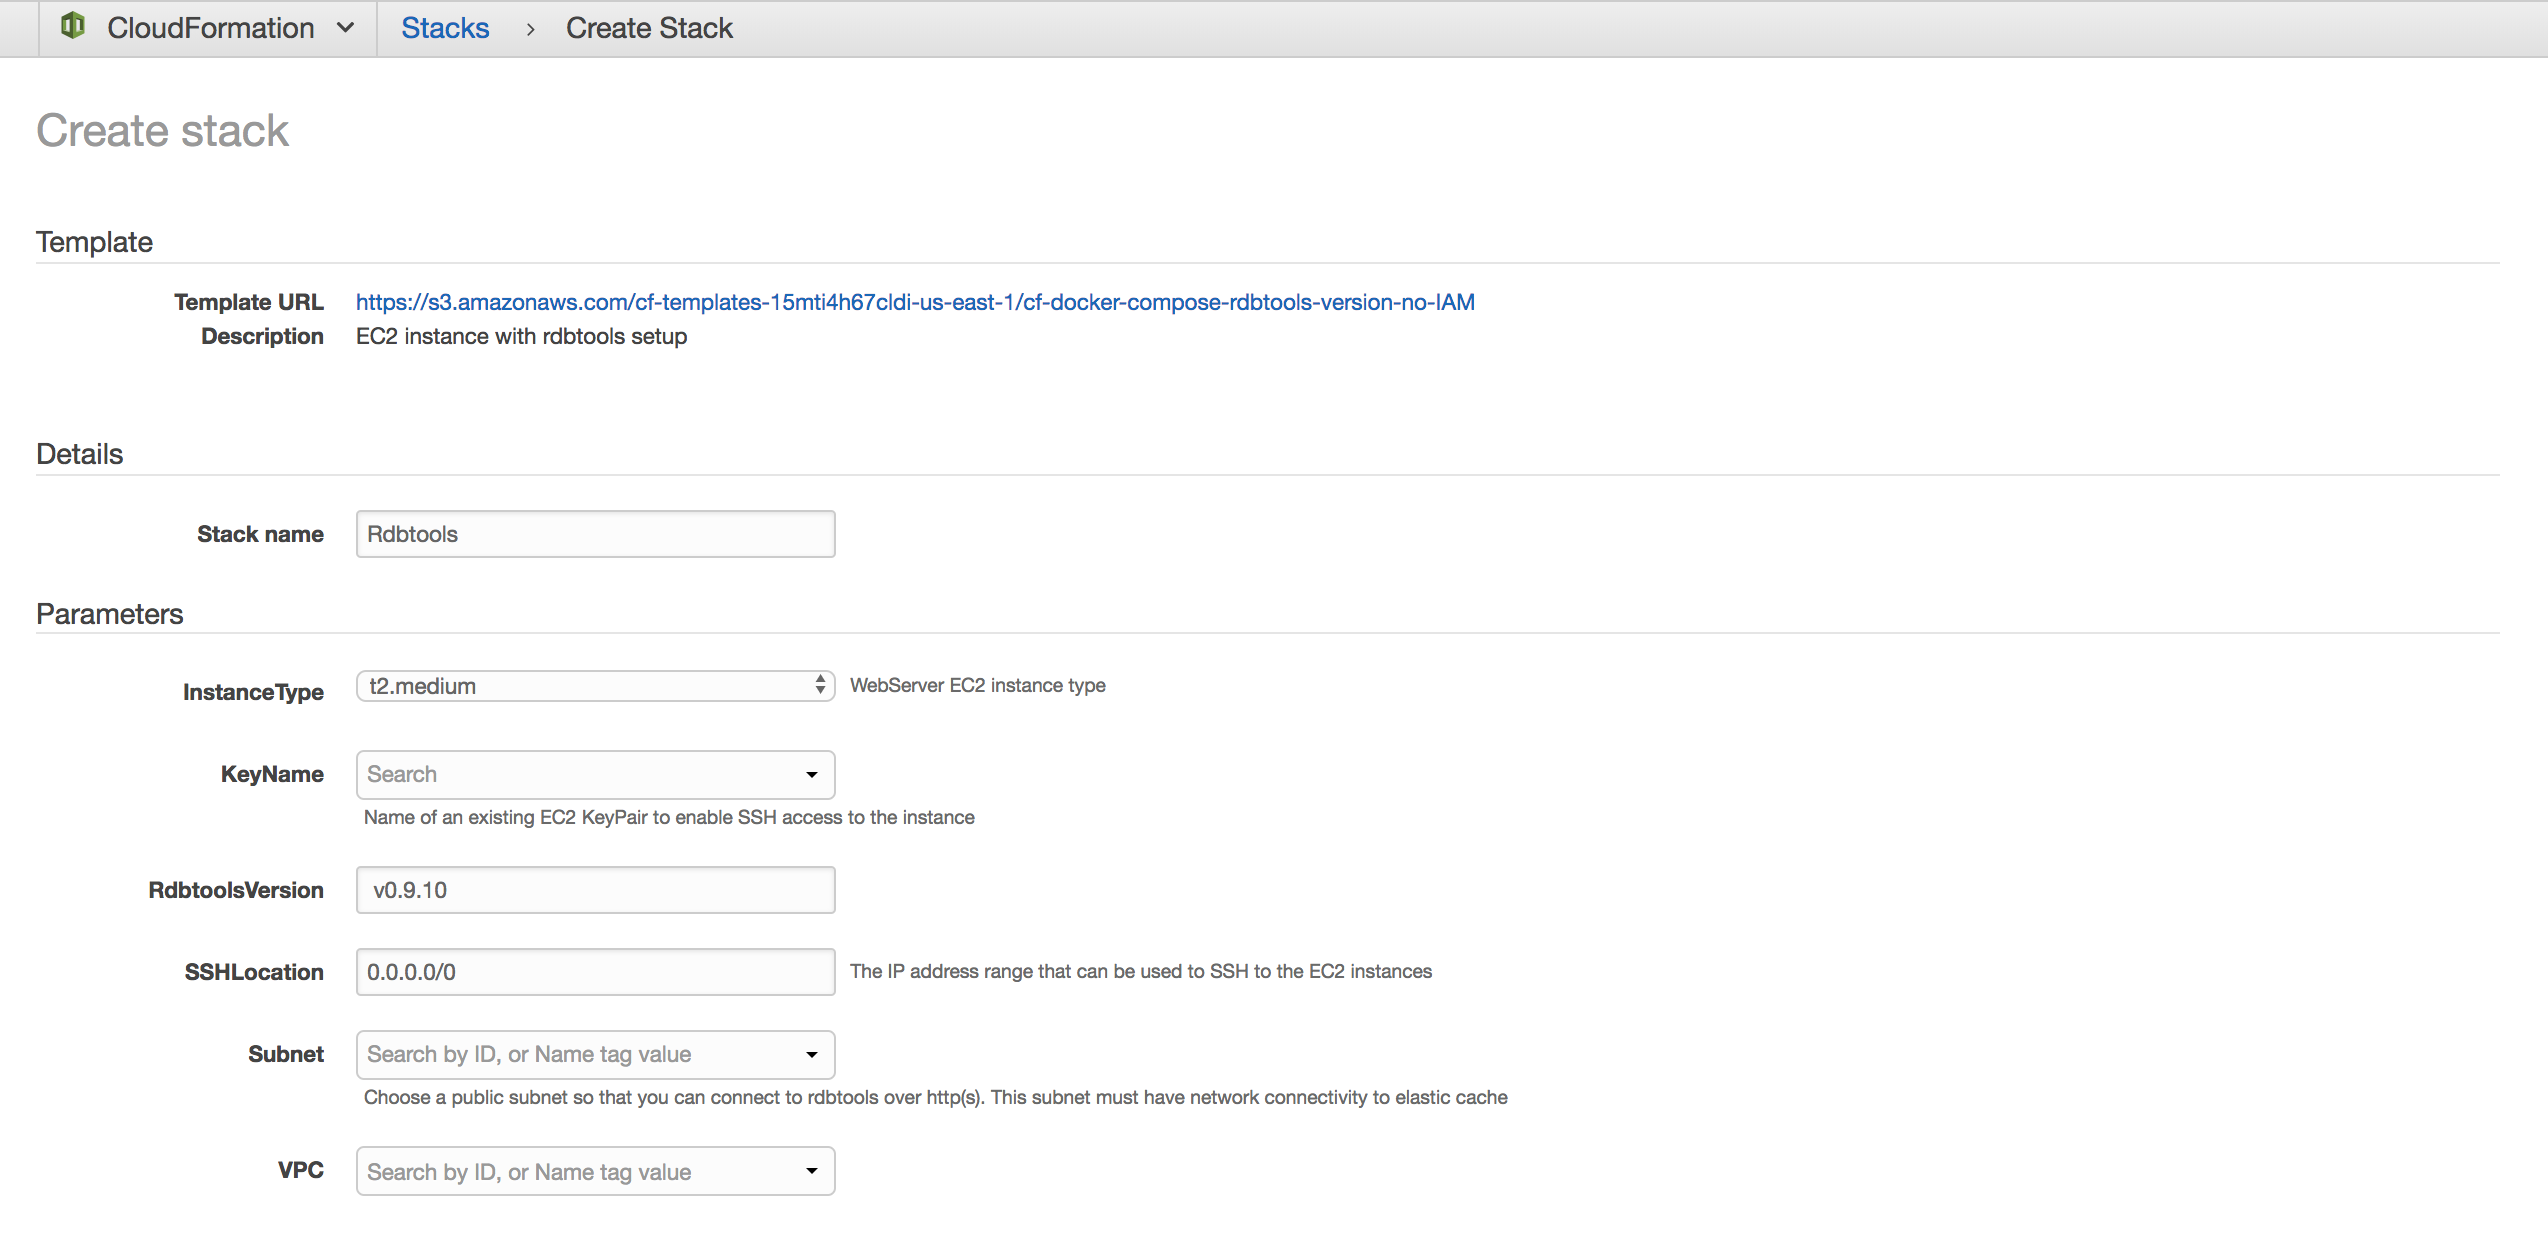 CloudFormation Stacks > Create Stack
Create stack
Template
Template URL https://s3.amazonaws.com/cf-templates-15mti4h67cldi-us-east-1/cf-docker-compose-rdbtools-version-no-IAM
Description EC2 instance with rdbtools setup
Details
Stack name Rdbtools
Parameters
InstanceType t2.medium WebServer EC2 instance type
KeyName Search
Name of an existing EC2 KeyPair to enable SSH access to the instance
RdbtoolsVersion v0.9.10
SSHLocation 0.0.0.0/0 The IP address range that can be used to SSH to the EC2 instances
Subnet Search by ID, or Name tag value
Choose a public subnet so that you can connect to rdbtools over http(s). This subnet must have network connectivity to elastic cache
VPC Search by ID, or Name tag value